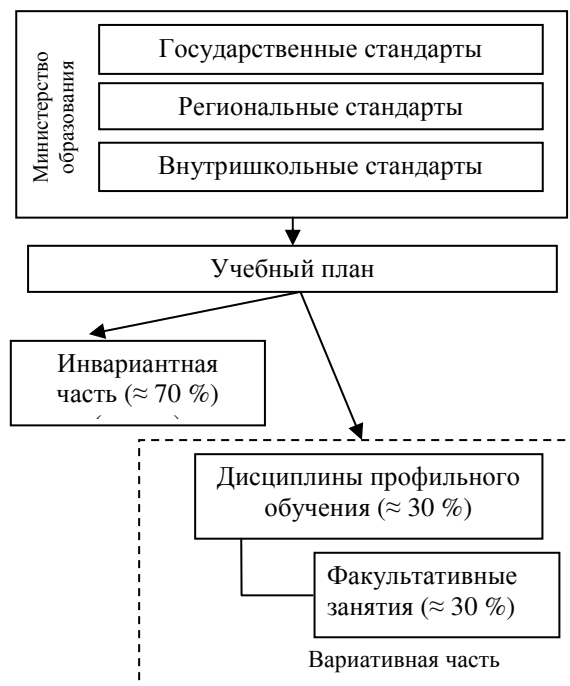 Министерство
образования
Государственные стандарты
Региональные стандарты
Внутришкольные стандарты
Учебный план
Инвариантная
часть (≈ 70 %)
Дисциплины профильного
обучения (≈ 30 %)
Факультативные
занятия (≈ 30 %)
Вариативная часть